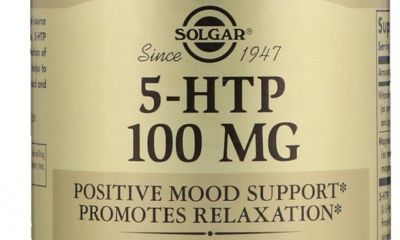 SOLGAR®
Since 1947
5-HTP
100 MG
POSITIVE MOOD SUPPORT*
PROMOTES RELAXATION*